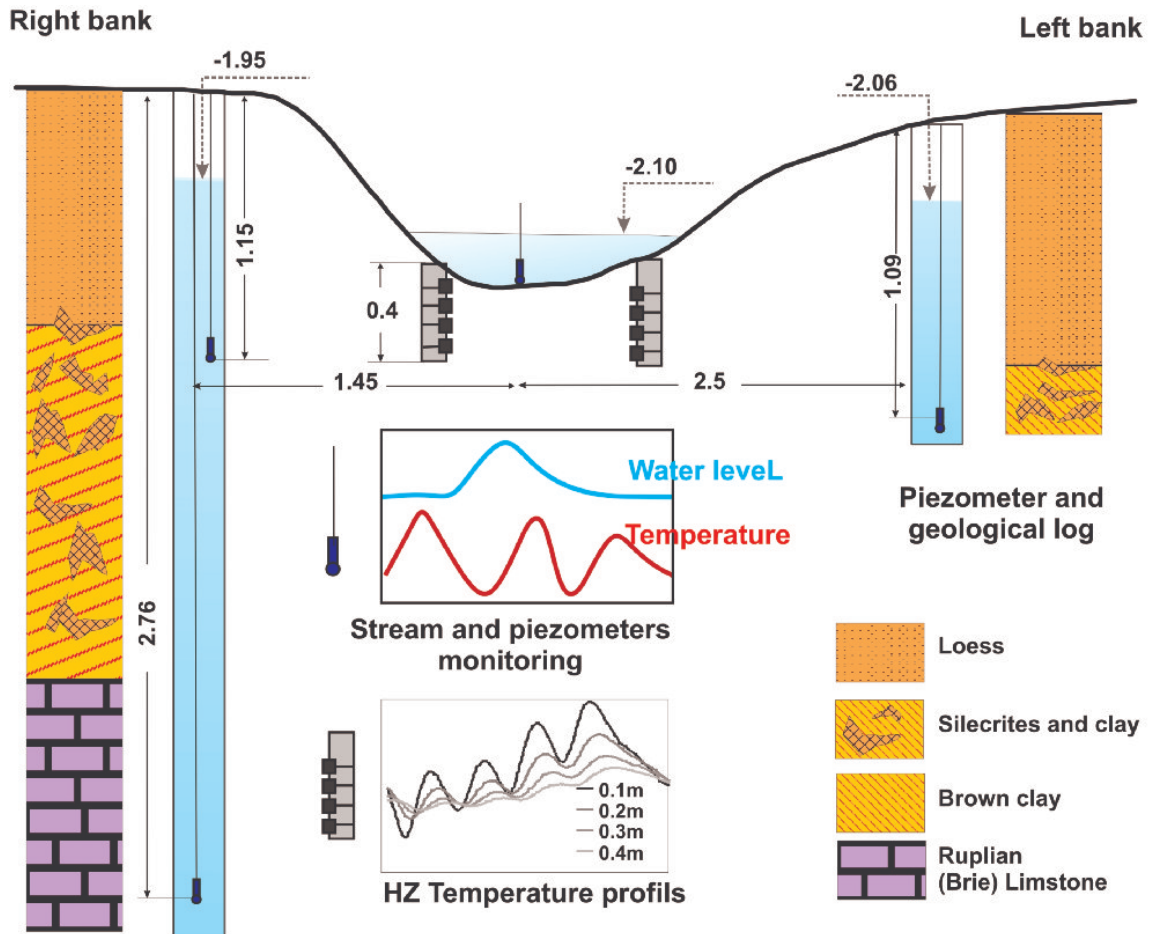 Right bank
Left bank
-1.95
-2.06
-2.10
1.15
1.09
0.4
1.45
2.5
2.76
Water leveL
Temperature
Piezometer and
geological log
Stream and piezometers
monitoring
Loess
Silecrites and clay
Brown clay
Ruplian
(Brie) Limstone
0.1m
0.2m
0.3m
0.4m
HZ Temperature profils